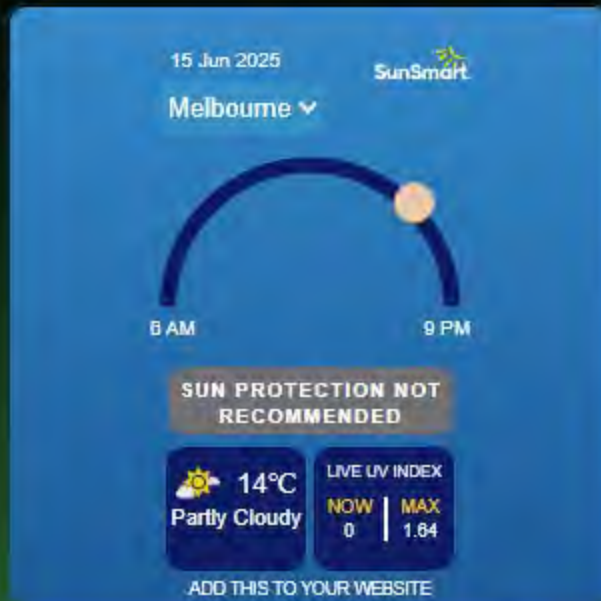 15 Jun 2025
SunSmart
Melbourne
6 AM
9 PM
SUN PROTECTION NOT
RECOMMENDED
14°C
Partly Cloudy
LIVE UV INDEX
NOW
0
MAX
1.64
ADD THIS TO YOUR WEBSITE